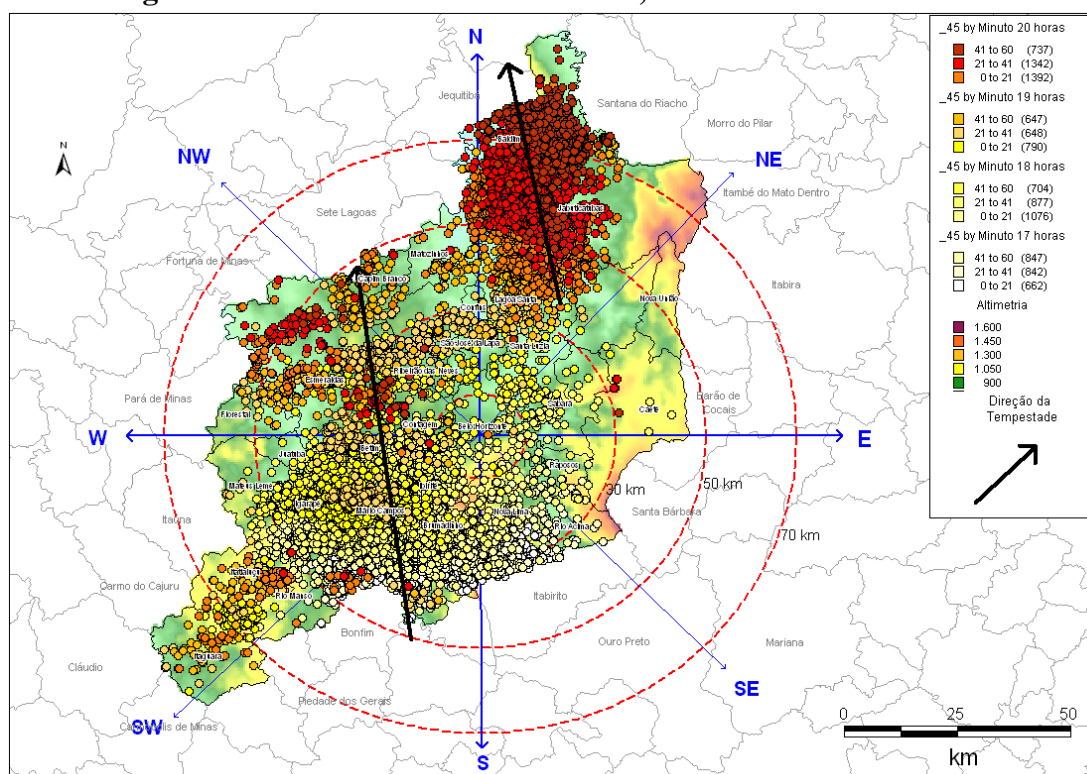 N
Jequitibá
Santana do Riacho
Baldim
Morro do Pilar
N
NW
NE
Itambé do Mato Dentro
Jaboticatubas
Sete Lagoas
Matozinhos
Fortuna de Minas
Capim Branco
Itabira
Nova União
Lagoa Santa
Confins
São José da Lapa
Santa Luzia
Ribeirão das Neves
Esmeraldas
Pará de Minas
Barão de
Cocais
Sabará
Caeté
Florestal
Contagem
Belo Horizonte
W
E
Betim
Juatuba
Raposos
Mateus Leme
Ibirité
30 km
50 km
Igarapé
Mário Campos
Nova Lima
Santa Bárbara
Itaúna
Brumadinho
Rio Acima
70 km
Itatiaiuçu
Carmo do Cajuru
Rio Manso
Itabirito
Bonfim
Ouro Preto
Mariana
Itaguara
Cláudio
SE
Piedade dos Gerais
SW
S
0 25 50
km
_45 by Minuto 20 horas
41 to 60 (737)
21 to 41 (1342)
0 to 21 (1392)
_45 by Minuto 19 horas
41 to 60 (647)
21 to 41 (648)
0 to 21 (790)
_45 by Minuto 18 horas
41 to 60 (704)
21 to 41 (877)
0 to 21 (1076)
_45 by Minuto 17 horas
41 to 60 (847)
21 to 41 (842)
0 to 21 (662)
Altimetria
1.600
1.450
1.300
1.050
900
Direção da
Tempestade